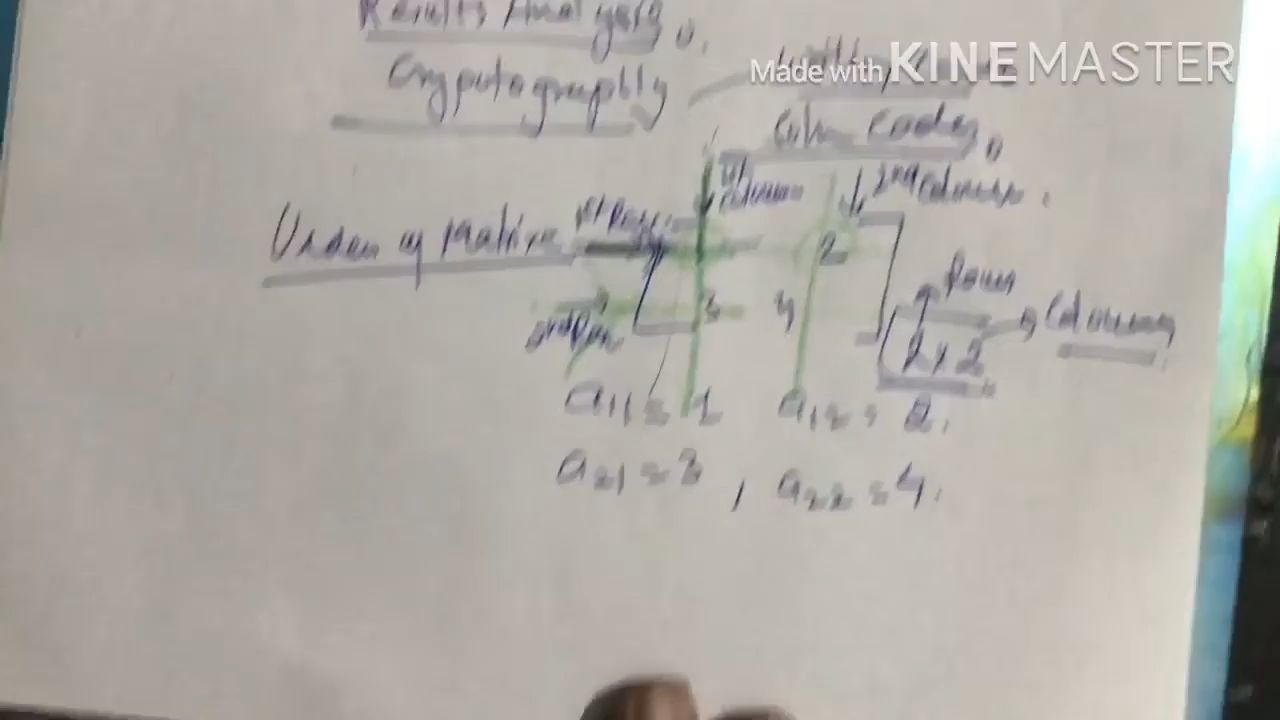 Results Analysis
Cryptography
Made with KINEMASTER
Codes
1st Column
2nd Column
Order of Matrix
1st Row
2
3 4
2nd Row
Rows
Columns
2x2
a11 = 1 a12 = 2.
a21 = 3 , a22 = 4.